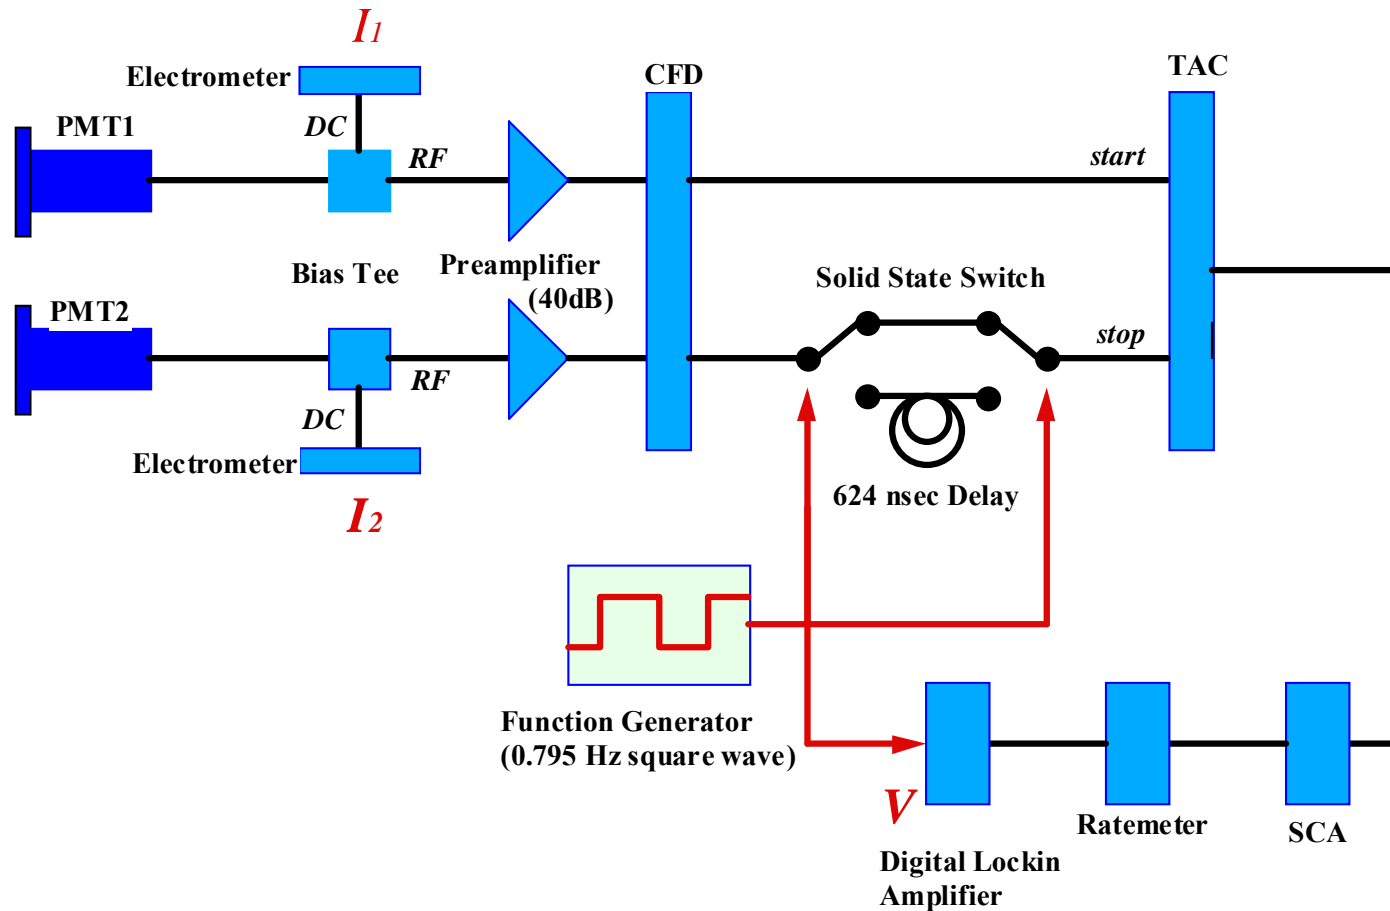 I1
Electrometer
CFD
TAC
PMT1
DC
RF
start
Bias Tee
Preamplifier
(40dB)
Solid State Switch
PMT2
stop
RF
DC
Electrometer
I2
624 nsec Delay
Function Generator
(0.795 Hz square wave)
V
Ratemeter
SCA
Digital Lockin
Amplifier